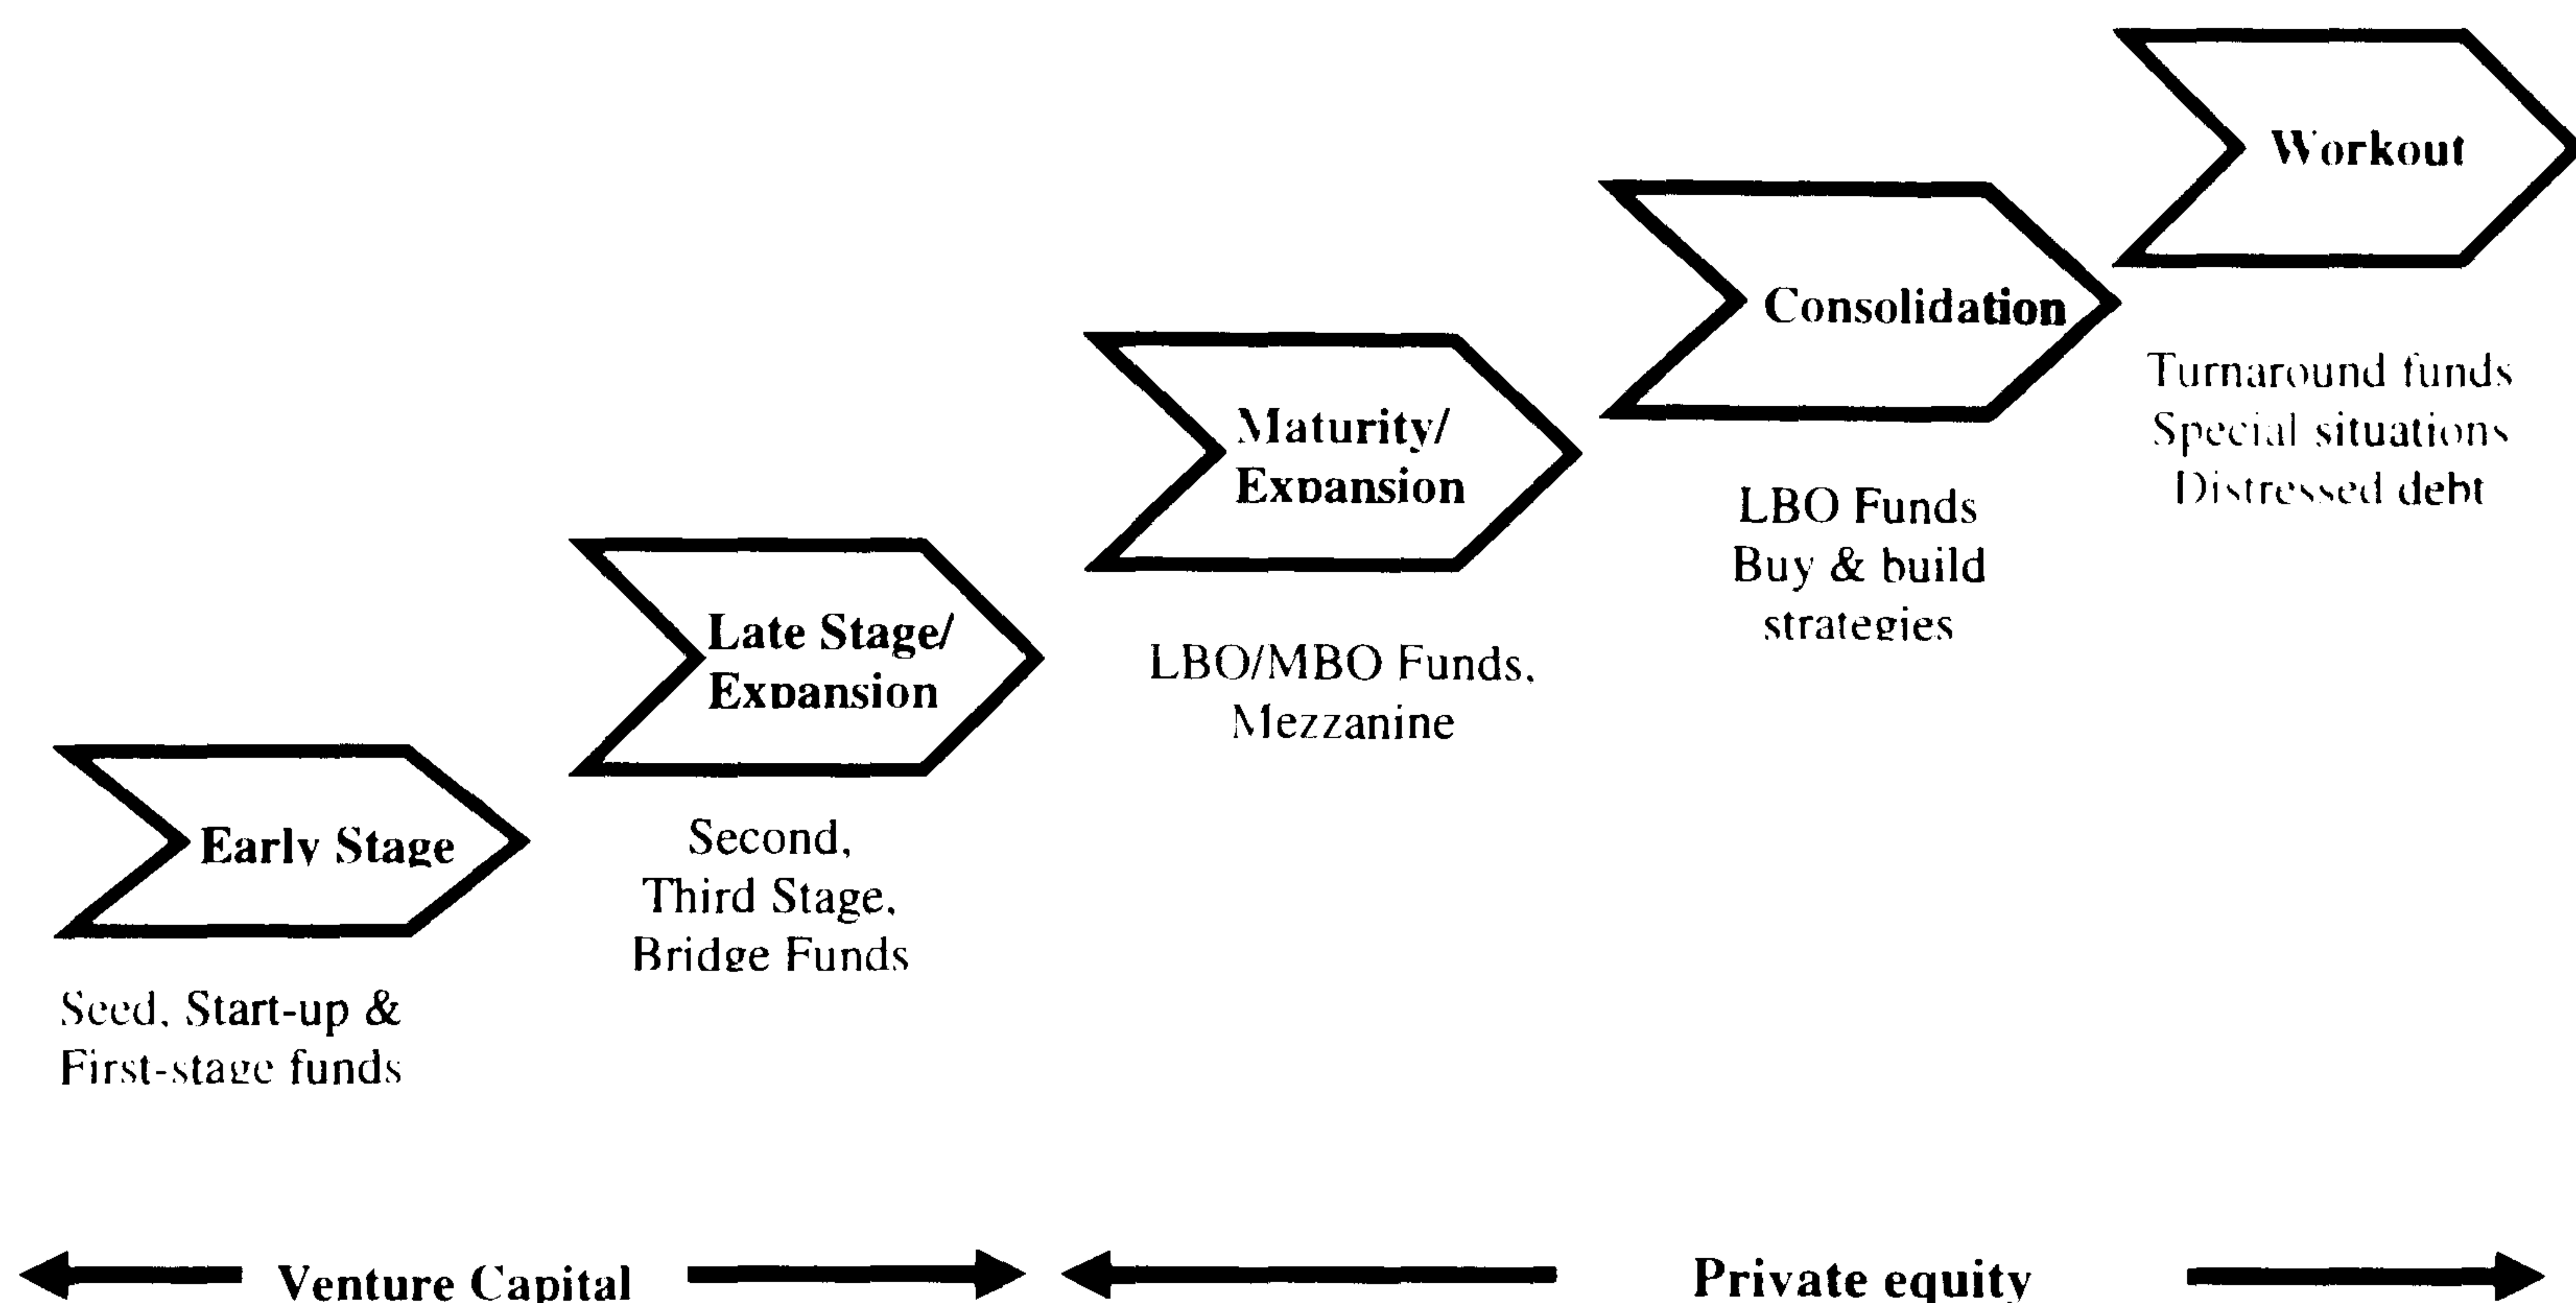 Workout
Turnaround funds
Special situations
Distressed debt
Consolidation
LBO Funds
Buy & build
strategies
Maturity/
Expansion
LBO/MBO Funds,
Mezzanine
Late Stage/
Expansion
Second,
Third Stage,
Bridge Funds
Early Stage
Seed, Start-up &
First-stage funds
Venture Capital
Private equity